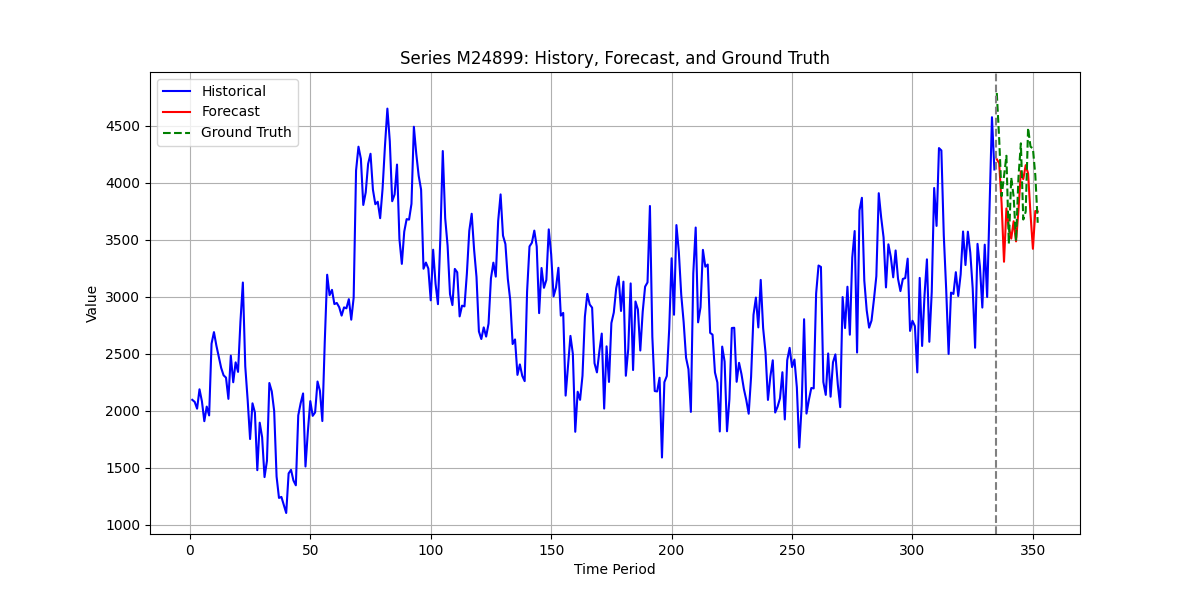 Series M24899: History, Forecast, and Ground Truth
Historical
Forecast
Ground Truth
Value
4500
4000
3500
3000
2500
2000
1500
1000
0 50 100 150 200 250 300 350
Time Period